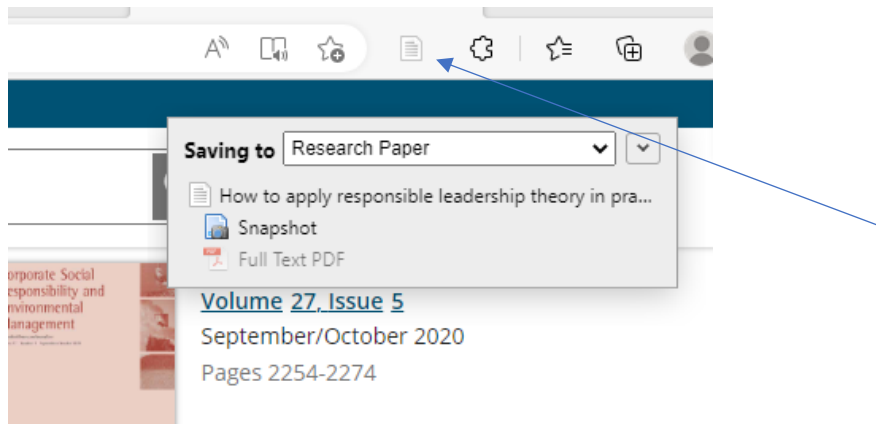 A
Saving to Research Paper
How to apply responsible leadership theory in pra...
Snapshot
Full Text PDF
orporate Social
esponsibility and
nvironmental
lanagement
Volume 27, Issue 5
September/October 2020
Pages 2254-2274